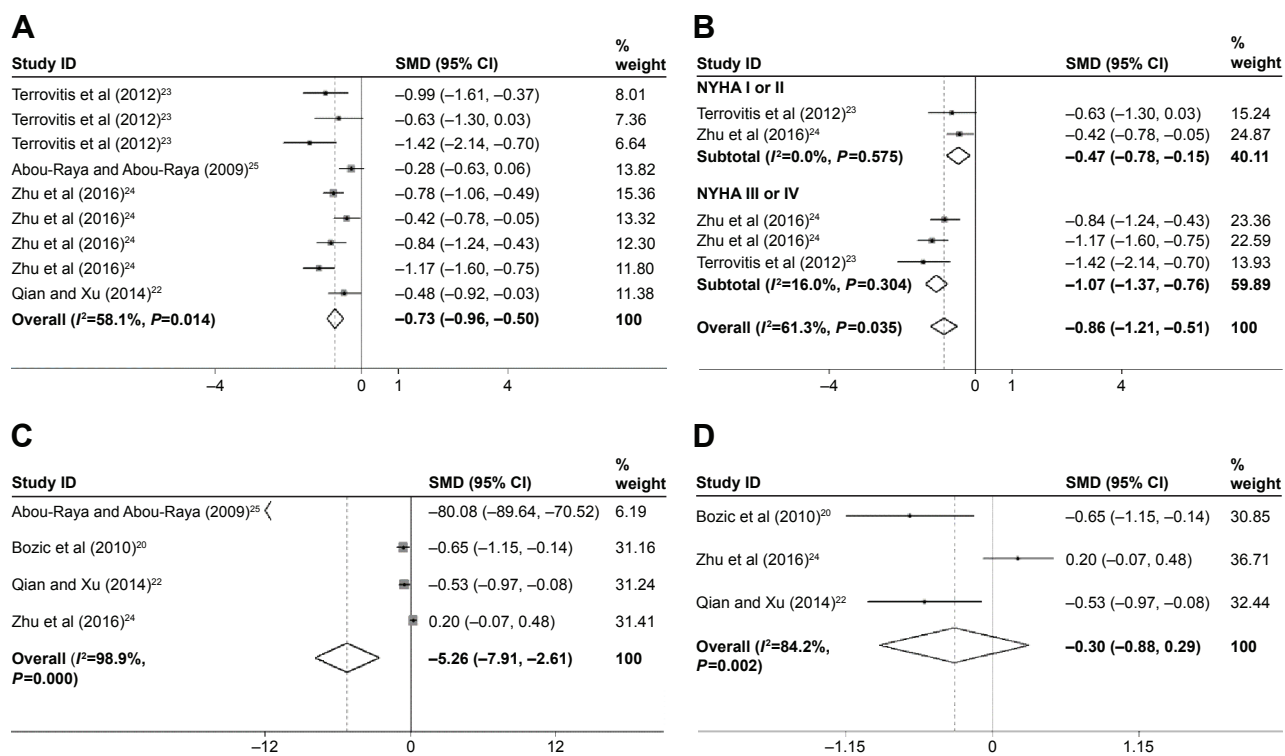 A
Study ID SMD (95% CI) % weight
Terrovitis et al (2012)23 –0.99 (–1.61, –0.37) 8.01
Terrovitis et al (2012)23 –0.63 (–1.30, 0.03) 7.36
Terrovitis et al (2012)23 –1.42 (–2.14, –0.70) 6.64
Abou-Raya and Abou-Raya (2009)25 –0.28 (–0.63, 0.06) 13.82
Zhu et al (2016)24 –0.78 (–1.06, –0.49) 15.36
Zhu et al (2016)24 –0.42 (–0.78, –0.05) 13.32
Zhu et al (2016)24 –0.84 (–1.24, –0.43) 12.30
Zhu et al (2016)24 –1.17 (–1.60, –0.75) 11.80
Qian and Xu (2014)22 –0.48 (–0.92, –0.03) 11.38
Overall (I2=58.1%, P=0.014) –0.73 (–0.96, –0.50) 100
–4 0 1 4
B
Study ID SMD (95% CI) % weight
NYHA I or II
Terrovitis et al (2012)23 –0.63 (–1.30, 0.03) 15.24
Zhu et al (2016)24 –0.42 (–0.78, –0.05) 24.87
Subtotal (I2=0.0%, P=0.575) –0.47 (–0.78, –0.15) 40.11
NYHA III or IV
Zhu et al (2016)24 –0.84 (–1.24, –0.43) 23.36
Zhu et al (2016)24 –1.17 (–1.60, –0.75) 22.59
Terrovitis et al (2012)23 –1.42 (–2.14, –0.70) 13.93
Subtotal (I2=16.0%, P=0.304) –1.07 (–1.37, –0.76) 59.89
Overall (I2=61.3%, P=0.035) –0.86 (–1.21, –0.51) 100
–4 0 1 4
C
Study ID SMD (95% CI) % weight
Abou-Raya and Abou-Raya (2009)25 –80.08 (–89.64, –70.52) 6.19
Bozic et al (2010)20 –0.65 (–1.15, –0.14) 31.16
Qian and Xu (2014)22 –0.53 (–0.97, –0.08) 31.24
Zhu et al (2016)24 0.20 (–0.07, 0.48) 31.41
Overall (I2=98.9%, –5.26 (–7.91, –2.61) 100
P=0.000)
–12 0 12
D
Study ID SMD (95% CI) % weight
Bozic et al (2010)20 –0.65 (–1.15, –0.14) 30.85
Zhu et al (2016)24 0.20 (–0.07, 0.48) 36.71
Qian and Xu (2014)22 –0.53 (–0.97, –0.08) 32.44
Overall (I2=84.2%, –0.30 (–0.88, 0.29) 100
P=0.002)
–1.15 0 1.15